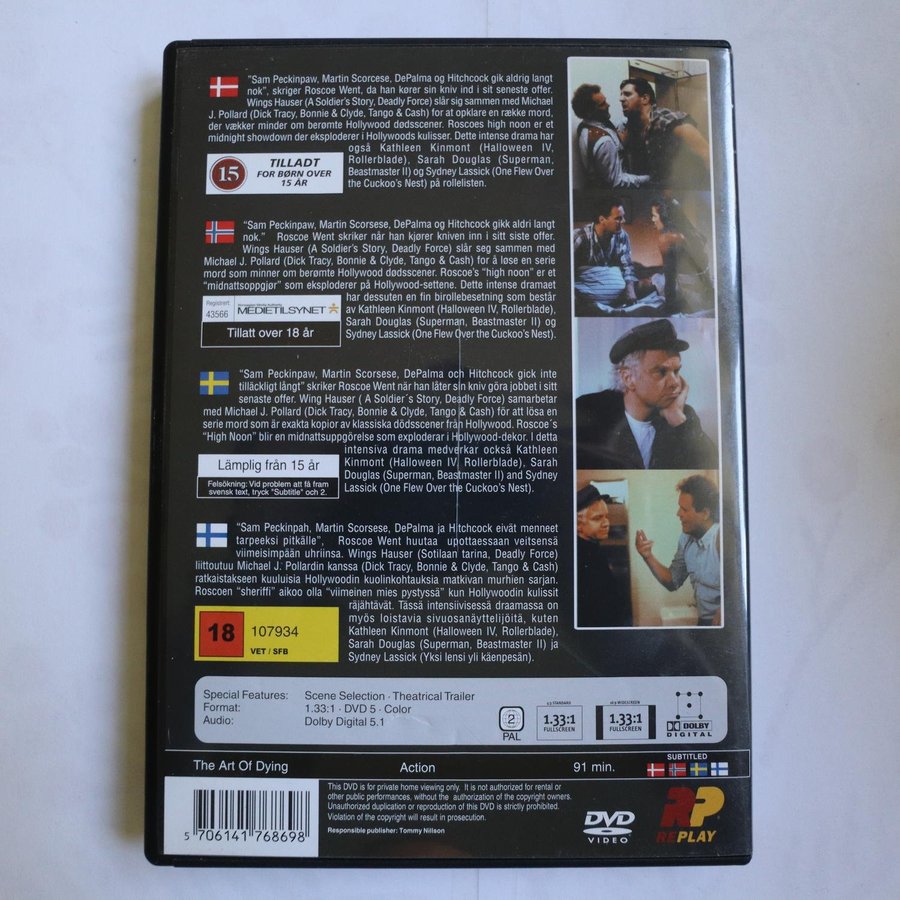 "Sam Peckinpaw, Martin Scorcese, DePalma og Hitchcock gik aldrig langt
nok", skriger Roscoe Went, da han kører sin kniv ind i sit seneste offer.
Wings Hauser (A Soldier's Story, Deadly Force) slår sig sammen med Michael
J. Pollard (Dick Tracy, Bonnie & Clyde, Tango & Cash) for at opklare en række mord,
der vækker minder om berømte Hollywood dødsscener. Roscoes high noon er et
midnight showdown der eksploderer i Hollywoods kulisser. Dette intense drama har
også Kathleen Kinmont (Halloween IV,
Rollerblade), Sarah Douglas (Superman,
Beastmaster II) og Sydney Lassick (One Flew Over
the Cuckoo's Nest) på rollelisten.
15
TILLADT
FOR BØRN OVER
15 ÅR
"Sam Peckinpaw, Martin Scorsese, DePalma og Hitchcock gikk aldri langt
nok." Roscoe Went skriker når han kjører kniven inn i sitt siste offer.
Wings Hauser (A Soldier's Story, Deadly Force) slår seg sammen med
Michael J. Pollard (Dick Tracy, Bonnie & Clyde, Tango & Cash) for å løse en serie
mord som minner om berømte Hollywood dødsscener. Roscoe's "high noon" er et
"midnattsoppgjør" som eksploderer på Hollywood-settene. Dette intense dramaet
har dessuten en fin birollebesetning som består
av Kathleen Kinmont (Halloween IV, Rollerblade),
Sarah Douglas (Superman, Beastmaster II) og
Sydney Lassick (One Flew Over the Cuckoo's Nest).
Registrert
43566
Norwegian Media Authority
MEDIETILSYNET
Tillatt over 18 år
"Sam Peckinpaw, Martin Scorsese, DePalma och Hitchcock gick inte
tilläckligt långt" skriker Roscoe Went när han låter sin kniv göra jobbet i sitt
senaste offer. Wing Hauser ( A Soldier´s Story, Deadly Force) samarbetar
med Michael J. Pollard (Dick Tracy, Bonnie & Clyde, Tango & Cash) för att lösa en
serie mord som är exakta kopior av klassiska dödsscener från Hollywood. Roscoe´s
"High Noon" blir en midnattsuppgörelse som exploderar i Hollywood-dekor. I detta
intensiva drama medverkar också Kathleen
Kinmont (Halloween IV, Rollerblade), Sarah
Douglas (Superman, Beastmaster II) and Sydney
Lassick (One Flew Over the Cuckoo's Nest).
Lämplig från 15 år
Felsökning: Vid problem att få fram
svensk text, tryck "Subtitle" och 2.
"Sam Peckinpah, Martin Scorsese, DePalma ja Hitchcock eivät menneet
tarpeeksi pitkälle", Roscoe Went huutaa upottaessaan veitsensä
viimeisimpään uhriinsa. Wings Hauser (Sotilaan tarina, Deadly Force)
liittoutuu Michael J. Pollardin kanssa (Dick Tracy, Bonnie & Clyde, Tango & Cash)
ratkaistakseen kuuluisia Hollywoodin kuolinkohtauksia matkivan murhien sarjan.
Roscoen "sheriffi" aikoo olla "viimeinen mies pystyssä" kun Hollywoodin kulissit
räjähtävät. Tässä intensiivisessä draamassa on
myös loistavia sivuosanäyttelijöitä, kuten
Kathleen Kinmont (Halloween IV, Rollerblade),
Sarah Douglas (Superman, Beastmaster II) ja
Sydney Lassick (Yksi lensi yli käenpesän).
18
107934
VET / SFB
Special Features: Scene Selection · Theatrical Trailer
Format: 1.33:1 · DVD 5 · Color
Audio: Dolby Digital 5.1
2
PAL
4:3 STANDARD
1.33:1
FULLSCREEN
16:9 WIDESCREEN
1.33:1
FULLSCREEN
DOLBY
DIGITAL
The Art Of Dying Action 91 min.
SUBTITLED
5 706141 768698
This DVD is for private home viewing only. It is not authorized for rental or
other public performances, without the authorization of the copyright owners.
Unauthorized duplication or reproduction of this DVD is strictly prohibited.
Violation of the copyright will result in prosecution.
Responsible publisher: Tommy Nillson
DVD
VIDEO
RP
REPLAY